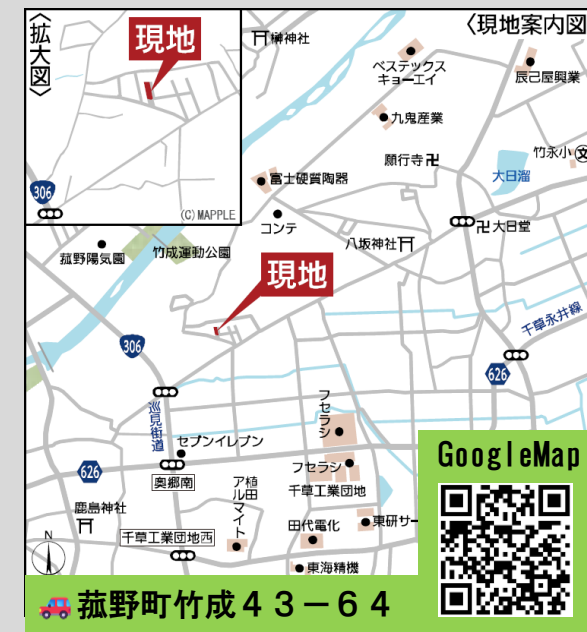 〈拡大図〉
現地
306
(C) MAPPLE
〈現地案内図
榊神社
ベステックス
キョーエイ
辰己屋興業
九鬼産業
竹永小
文
願行寺
大日溜
富士硬質陶器
コンテ
大日堂
八坂神社
菰野陽気園
竹成運動公園
現地
千草永井線
306
626
巡見街道
フセラシ
セブンイレブン
626
奥郷南
フセラシ
千草工業団地
植田
アルマイト
鹿島神社
田代電化
東研サー
千草工業団地西
東海精機
N
GoogleMap
菰野町竹成43-64